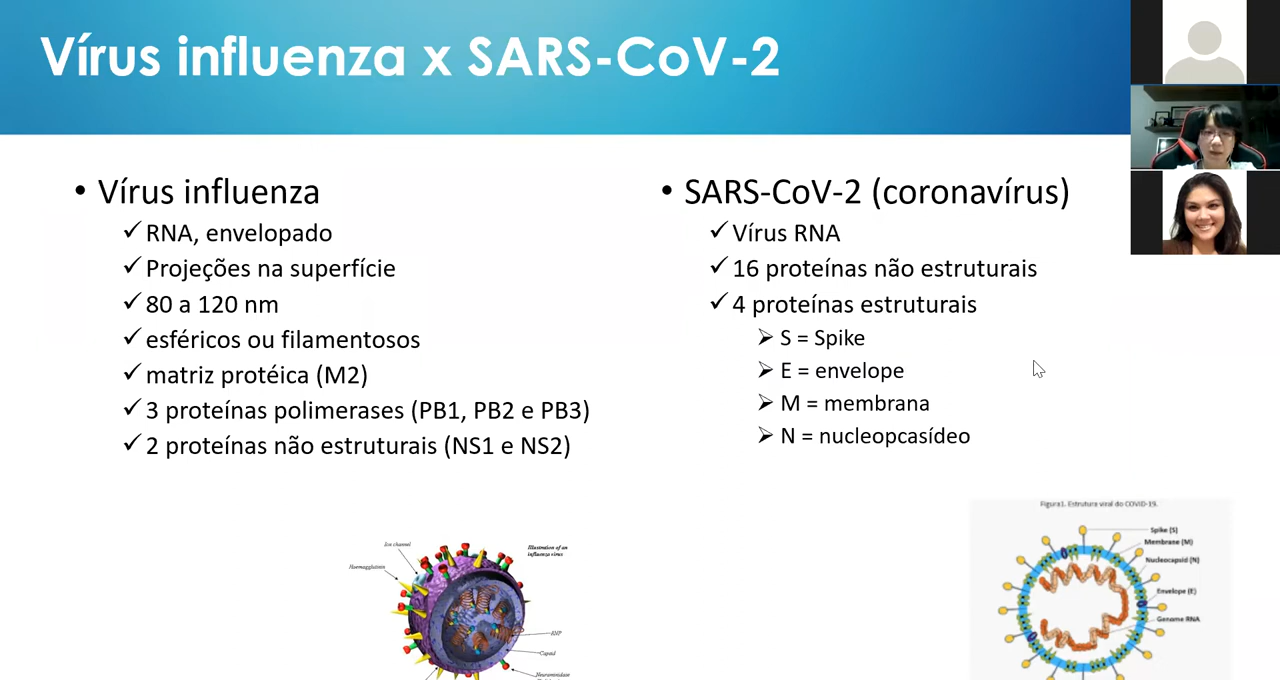 Vírus influenza x SARS-CoV-2
• Vírus influenza
✓ RNA, envelopado
✓ Projeções na superfície
✓ 80 a 120 nm
✓ esféricos ou filamentosos
✓ matriz protéica (M2)
✓ 3 proteínas polimerases (PB1, PB2 e PB3)
✓ 2 proteínas não estruturais (NS1 e NS2)
• SARS-CoV-2 (coronavírus)
✓ Vírus RNA
✓ 16 proteínas não estruturais
✓ 4 proteínas estruturais
➢ S = Spike
➢ E = envelope
➢ M = membrana
➢ N = nucleopcasídeo
Ion channel
Illustration of an
influenza virus
Haemagglutinin
RNP
Capsid
Neuraminidase
Figura1. Estrutura viral do COVID-19.
Spike (S)
Membrane (M)
Nucleocapsid (N)
Envelope (E)
Genome RNA